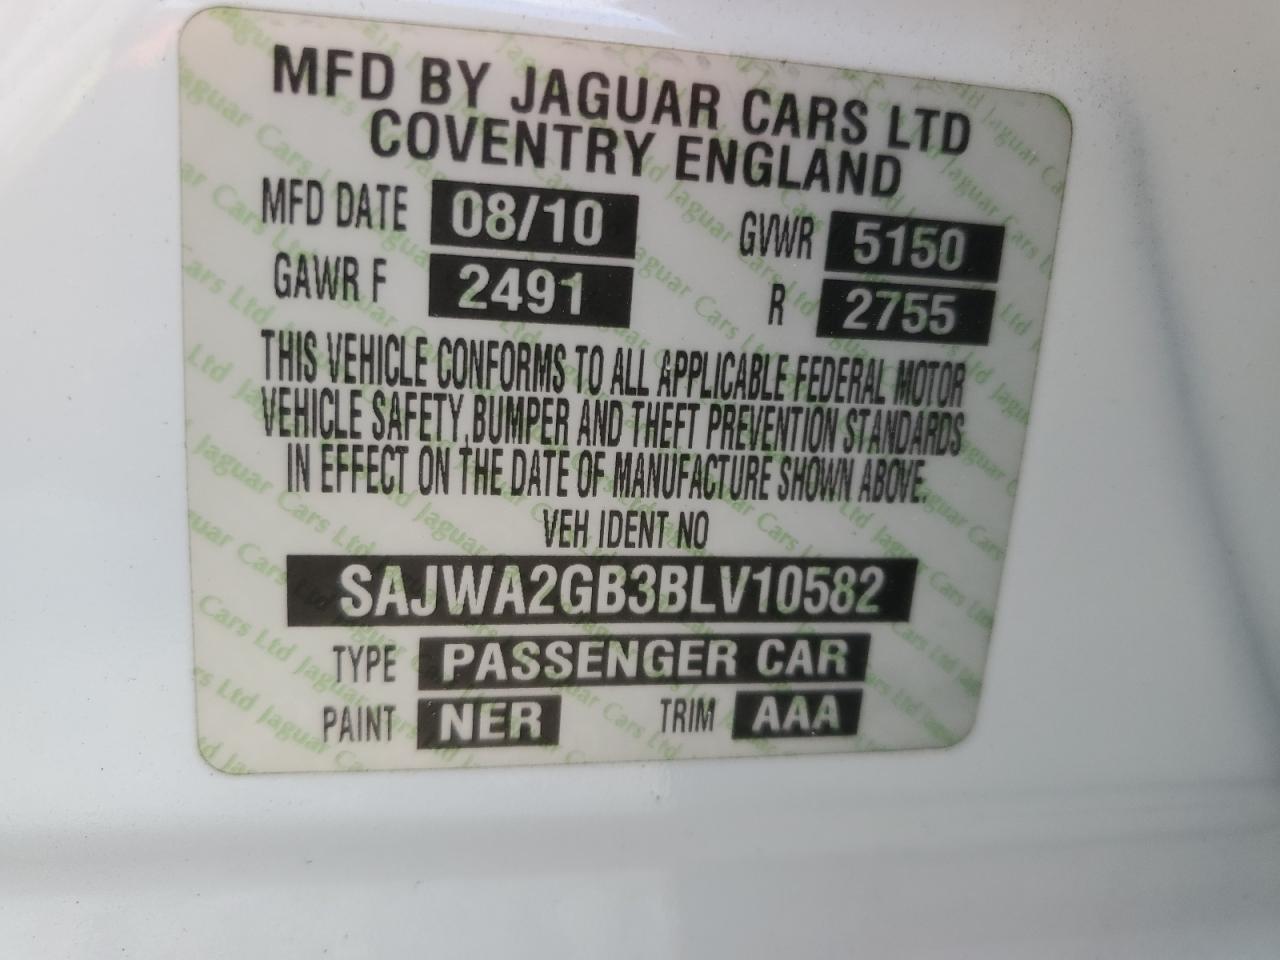 MFD BY JAGUAR CARS LTD
COVENTRY ENGLAND
MFD DATE 08/10 GVWR 5150
GAWR F 2491 R 2755
THIS VEHICLE CONFORMS TO ALL APPLICABLE FEDERAL MOTOR
VEHICLE SAFETY, BUMPER AND THEFT PREVENTION STANDARDS
IN EFFECT ON THE DATE OF MANUFACTURE SHOWN ABOVE.
VEH IDENT NO
SAJWA2GB3BLV10582
TYPE PASSENGER CAR
PAINT NER TRIM AAA